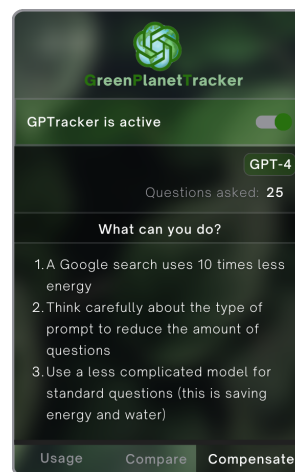 GreenPlanetTracker
GPTracker is active
GPT-4
Questions asked: 25
What can you do?
1. A Google search uses 10 times less
energy
2. Think carefully about the type of
prompt to reduce the amount of
questions
3. Use a less complicated model for
standard questions (this is saving
energy and water)
Usage Compare Compensate